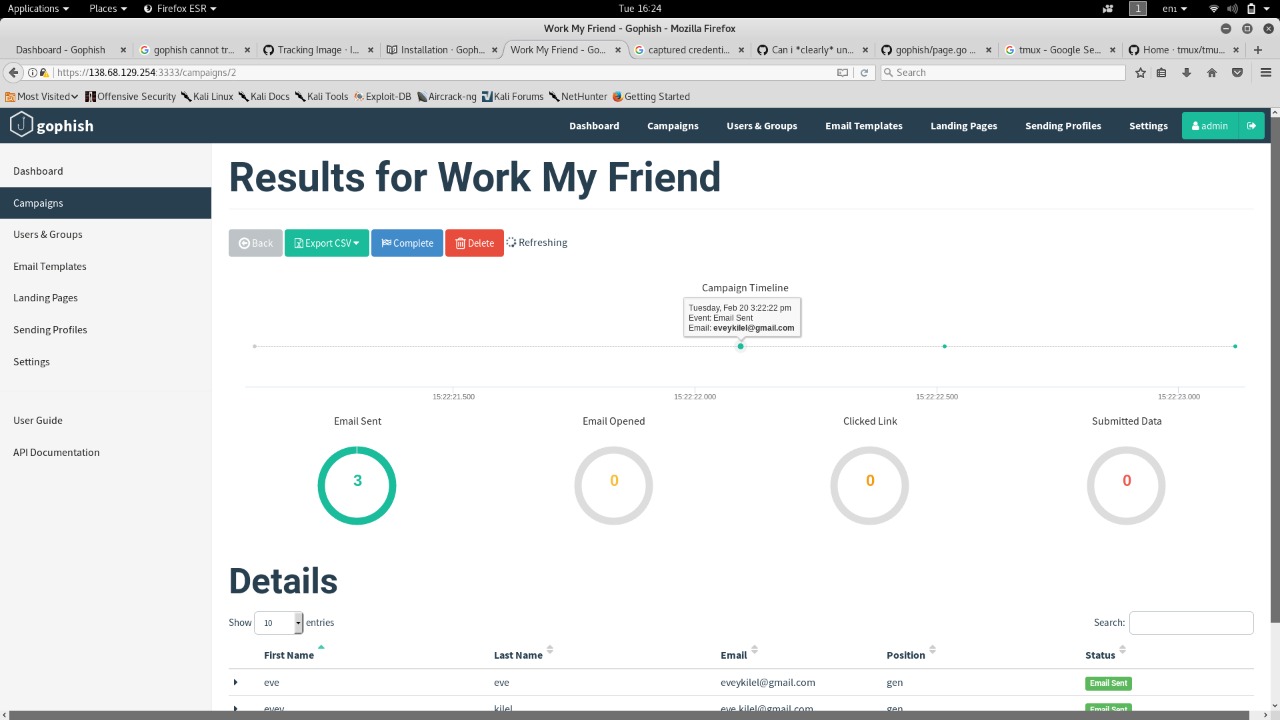 Applications ▾ Places ▾ Firefox ESR ▾ Tue 16:24 1 en1 ▾
Work My Friend - Gophish - Mozilla Firefox
Dashboard - Gophish × gophish cannot tr... × Tracking Image · I... × Installation - Goph... × Work My Friend - Go... × captured credenti... × Can i *clearly* un... × gophish/page.go ... × tmux - Google Se... × Home · tmux/tmu... ×
https://138.68.129.254:3333/campaigns/2 Search
Most Visited Offensive Security Kali Linux Kali Docs Kali Tools Exploit-DB Aircrack-ng Kali Forums NetHunter Getting Started
gophish Dashboard Campaigns Users & Groups Email Templates Landing Pages Sending Profiles Settings admin
Dashboard
Campaigns
Users & Groups
Email Templates
Landing Pages
Sending Profiles
Settings
User Guide
API Documentation
Results for Work My Friend
Back Export CSV Complete Delete Refreshing
Campaign Timeline
Tuesday, Feb 20 3:22:22 pm
Event: Email Sent
Email: eveykilel@gmail.com
15:22:21.500 15:22:22.000 15:22:22.500 15:22:23.000
Email Sent Email Opened Clicked Link Submitted Data
3 0 0 0
Details
Show 10 entries Search:
First Name Last Name Email Position Status
eve eve eveykilel@gmail.com gen Email Sent
evey kilel eve.kilel@gmail.com gen Email Sent